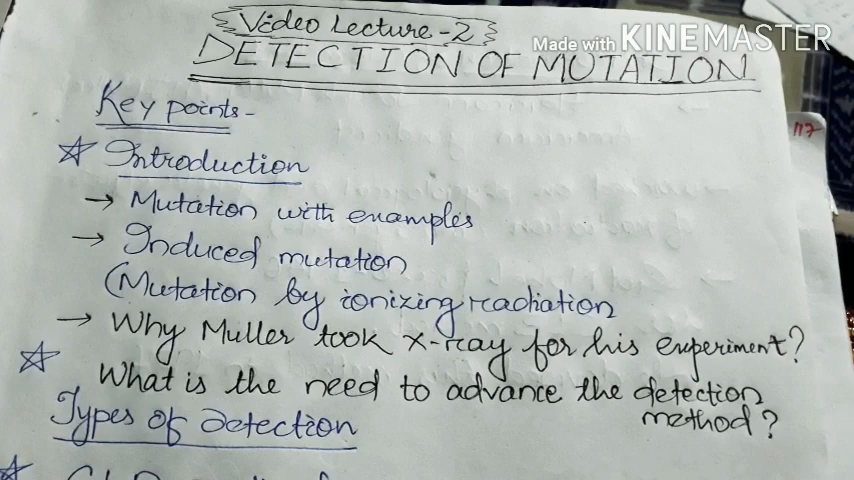 Video Lecture-2
Made with KINEMASTER
DETECTION OF MUTATION
Key points-
117
☆ Introduction
→ Mutation with examples
→ Induced mutation
(Mutation by ionizing radiation
→ Why Muller took x-ray for his experiment?
☆ What is the need to advance the detection
method?
Types of detection